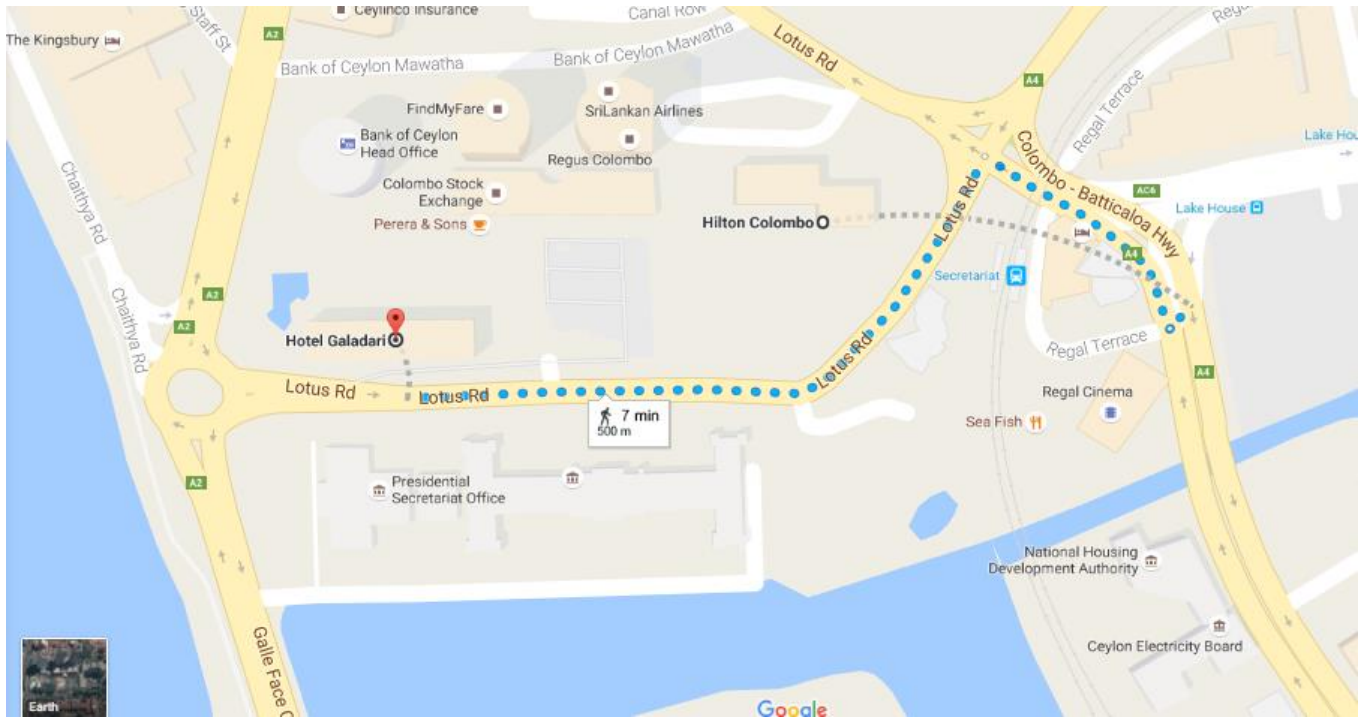 Ceylinco Insurance
Canal Row
The Kingsbury
Staff St
A2
Lotus Rd
Bank of Ceylon Mawatha
Bank of Ceylon Mawatha
A4
FindMyFare
SriLankan Airlines
Regal Terrace
Bank of Ceylon
Head Office
Regus Colombo
Lake Hou
Colombo - Batticaloa Hwy
Chaithya Rd
Colombo Stock
Exchange
AC6
Lotus Rd
Lake House
Perera & Sons
Hilton Colombo
A4
Secretariat
A2
Chaithya Rd
A2
Hotel Galadari
Regal Terrace
Lotus Rd
A4
Lotus Rd
Lotus Rd
Regal Cinema
7 min
500 m
Sea Fish
A2
Presidential
Secretariat Office
National Housing
Development Authority
Ceylon Electricity Board
Galle Face C
Earth
Google